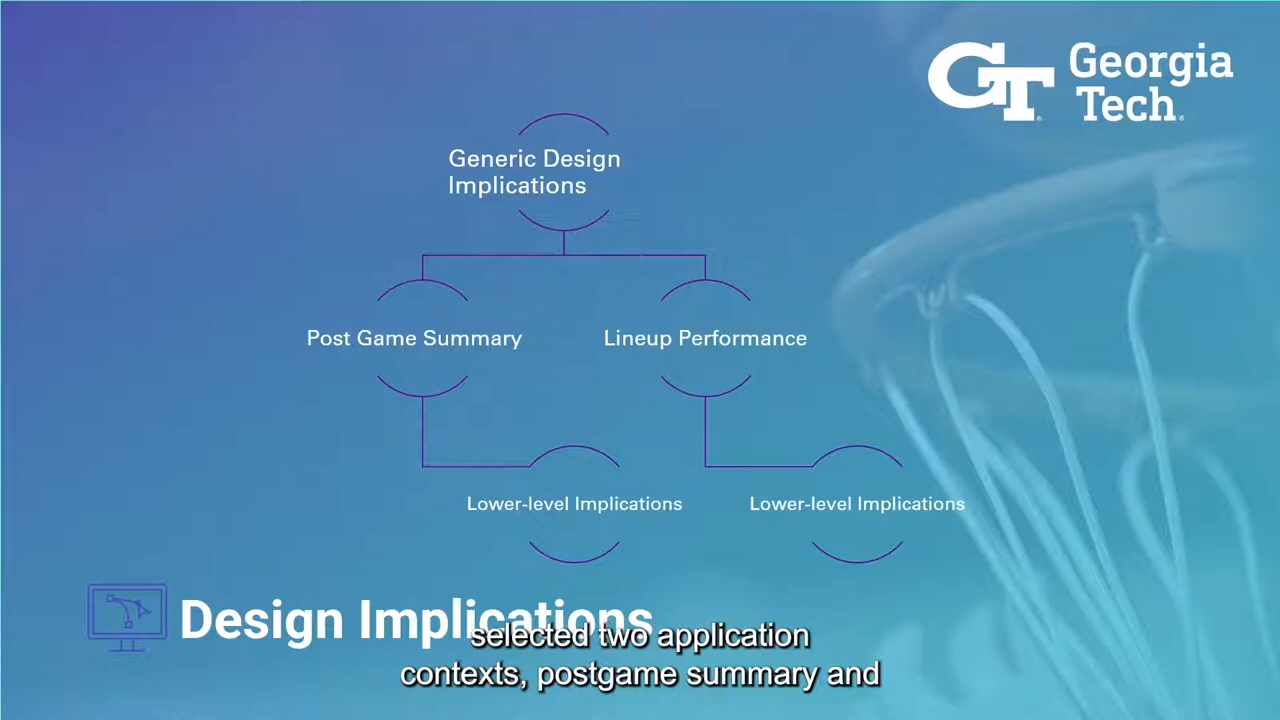 GT Georgia
Tech
Generic Design
Implications
Post Game Summary
Lineup Performance
Lower-level Implications
Lower-level Implications
Design Implications
selected two application
contexts, postgame summary and